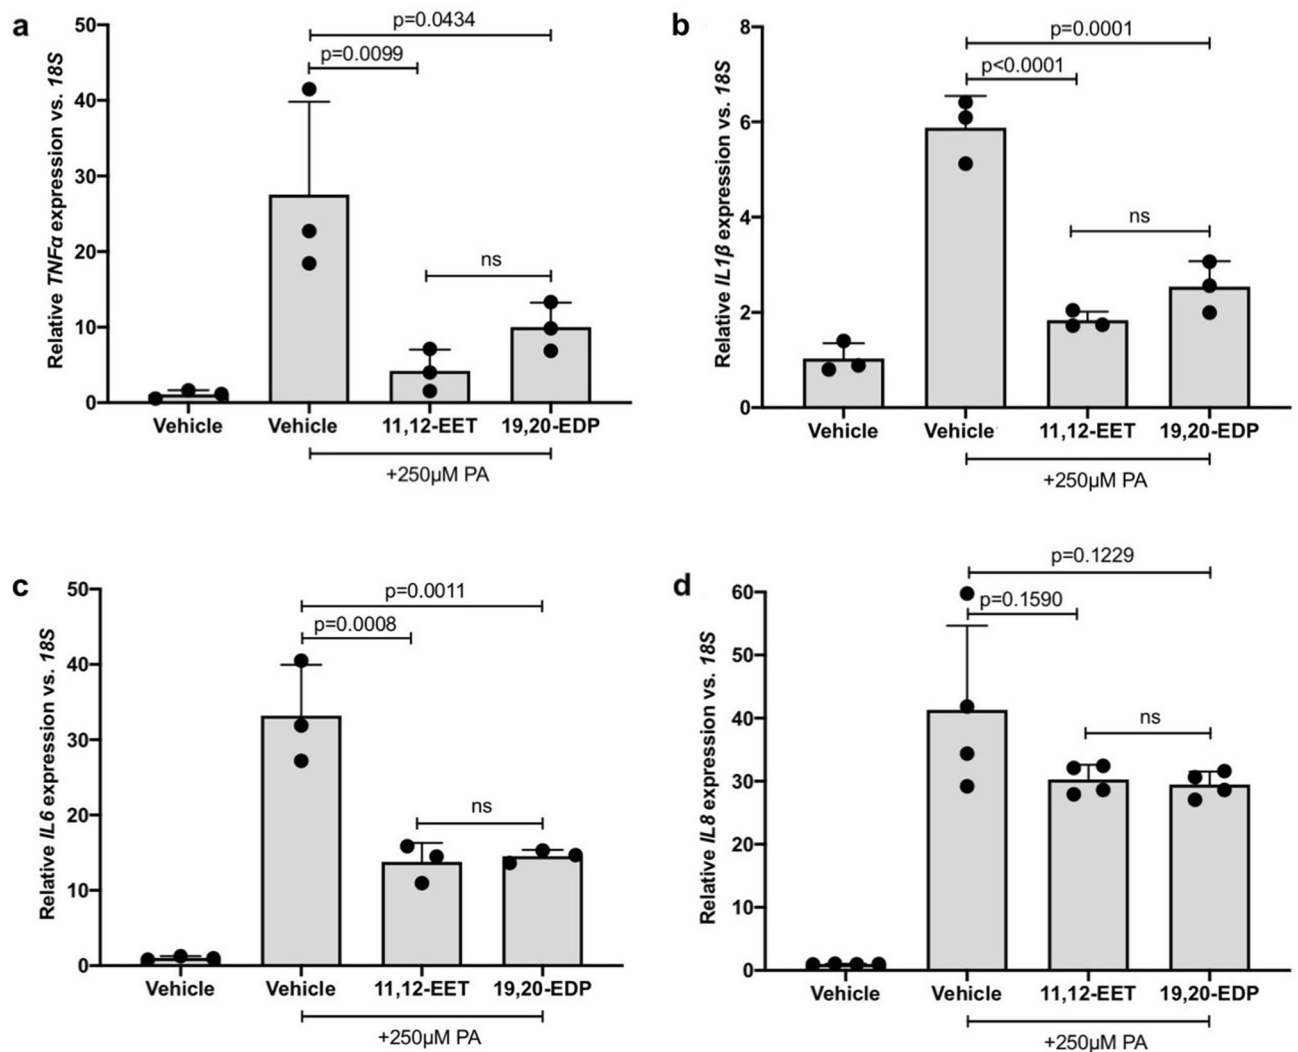 a
Relative TNFα expression vs. 18S
50
40
30
20
10
0
p=0.0434
p=0.0099
ns
Vehicle Vehicle 11,12-EET 19,20-EDP
+250µM PA
b
Relative IL1β expression vs. 18S
8
6
4
2
0
p=0.0001
p<0.0001
ns
Vehicle Vehicle 11,12-EET 19,20-EDP
+250µM PA
c
Relative IL6 expression vs. 18S
50
40
30
20
10
0
p=0.0011
p=0.0008
ns
Vehicle Vehicle 11,12-EET 19,20-EDP
+250µM PA
d
Relative IL8 expression vs. 18S
60
50
40
30
20
10
0
p=0.1229
p=0.1590
ns
Vehicle Vehicle 11,12-EET 19,20-EDP
+250µM PA